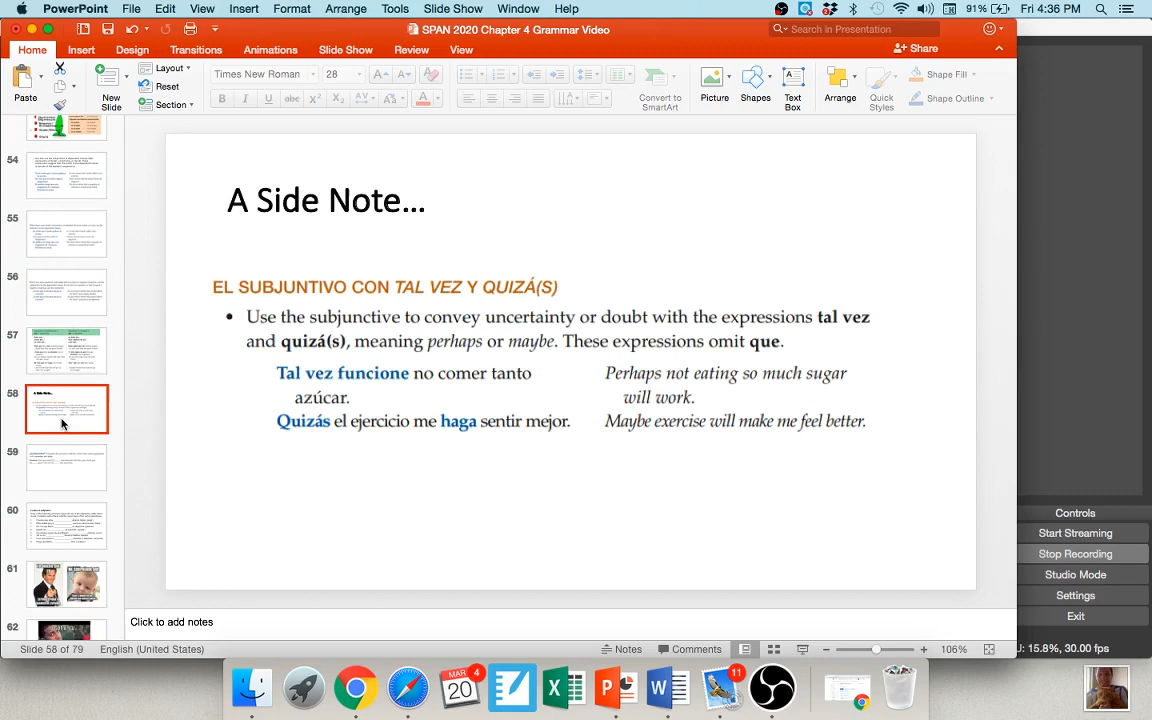 PowerPoint File Edit View Insert Format Arrange Tools Slide Show Window Help 91% Fri 4:36 PM
SPAN 2020 Chapter 4 Grammar Video
Search in Presentation
Home Insert Design Transitions Animations Slide Show Review View
Share
Paste
New
Slide
Layout
Reset
Section
Times New Roman 28
Convert to
SmartArt
Picture
Shapes
Text
Box
Arrange
Quick
Styles
Shape Fill
Shape Outline
54
55
56
57
58
59
60
61
62
A Side Note...
EL SUBJUNTIVO CON TAL VEZ Y QUIZÁ(S)
• Use the subjunctive to convey uncertainty or doubt with the expressions tal vez
and quizá(s), meaning perhaps or maybe. These expressions omit que.
Tal vez funcione no comer tanto
azúcar.
Perhaps not eating so much sugar
will work.
Quizás el ejercicio me haga sentir mejor.
Maybe exercise will make me feel better.
Click to add notes
Slide 58 of 79 English (United States)
Notes Comments 106%
Controls
Start Streaming
Stop Recording
Studio Mode
Settings
Exit
U: 15.8%, 30.00 fps
MAR
20
4
11